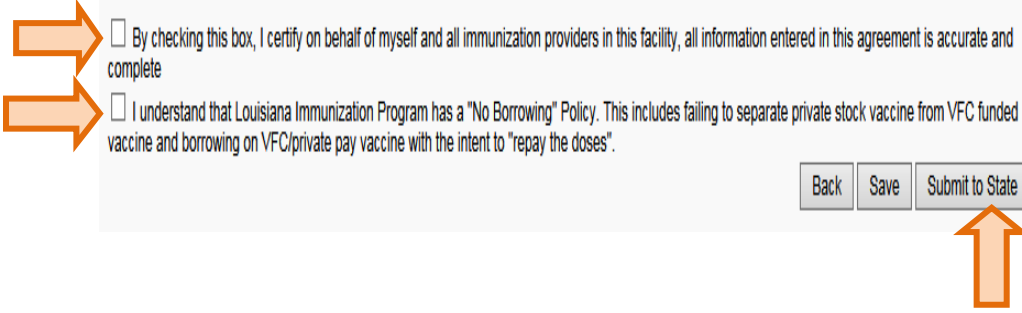 By checking this box, I certify on behalf of myself and all immunization providers in this facility, all information entered in this agreement is accurate and
complete
I understand that Louisiana Immunization Program has a "No Borrowing" Policy. This includes failing to separate private stock vaccine from VFC funded
vaccine and borrowing on VFC/private pay vaccine with the intent to "repay the doses".
Back Save Submit to State